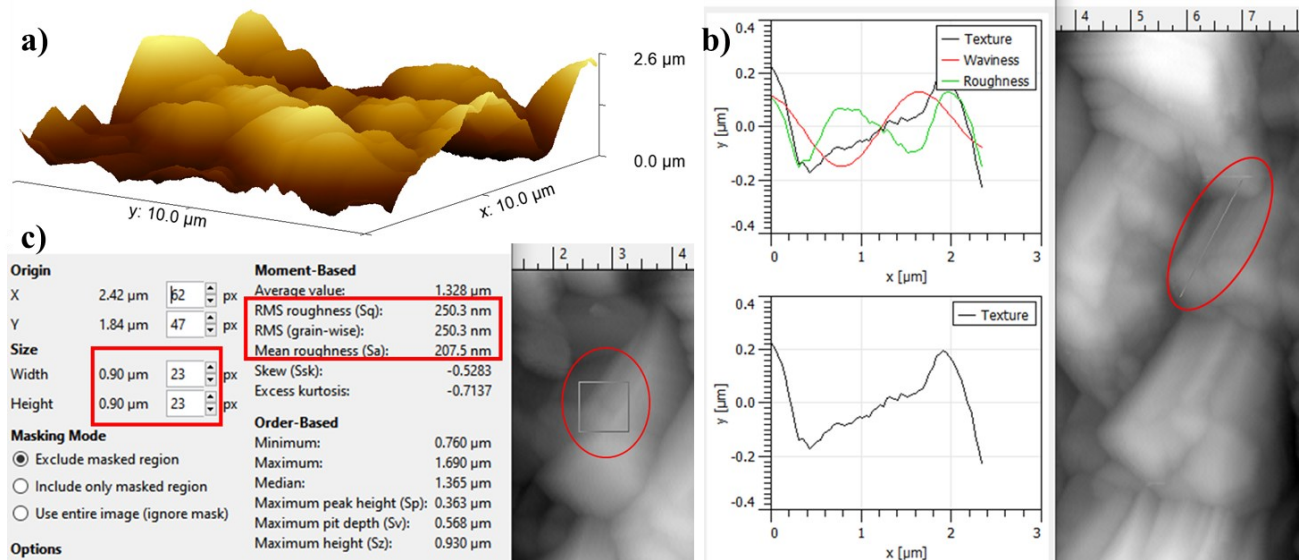 a)
2.6 µm
0.0 µm
x: 10.0 µm
y: 10.0 µm
b)
Texture
Waviness
Roughness
0.4
0.2
0.0
-0.2
-0.4
y [µm]
0 1 2 3
x [µm]
Texture
0.4
0.2
0.0
-0.2
-0.4
y [µm]
0 1 2 3
x [µm]
4 5 6 7
c)
Origin
X 2.42 µm 62 px
Y 1.84 µm 47 px
Size
Width 0.90 µm 23 px
Height 0.90 µm 23 px
Masking Mode
Exclude masked region
Include only masked region
Use entire image (ignore mask)
Options
Moment-Based
Average value: 1.328 µm
RMS roughness (Sq): 250.3 nm
RMS (grain-wise): 250.3 nm
Mean roughness (Sa): 207.5 nm
Skew (Ssk): -0.5283
Excess kurtosis: -0.7137
Order-Based
Minimum: 0.760 µm
Maximum: 1.690 µm
Median: 1.365 µm
Maximum peak height (Sp): 0.363 µm
Maximum pit depth (Sv): 0.568 µm
Maximum height (Sz): 0.930 µm
2 3 4